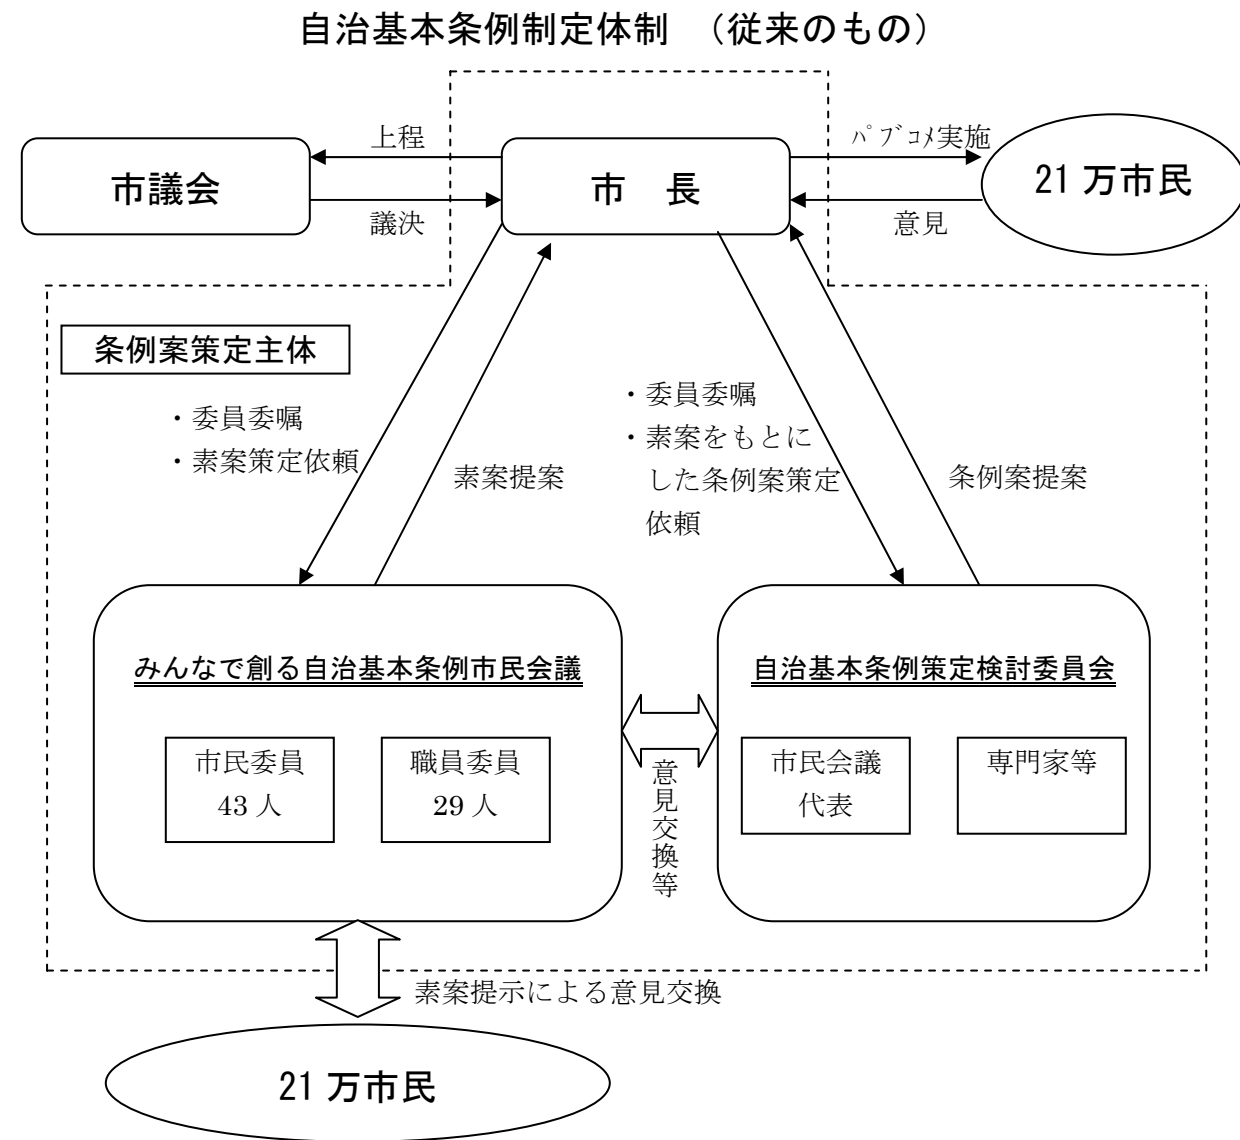 自治基本条例制定体制　（従来のもの）
上程
ﾊﾟﾌﾞｺﾒ実施
市議会
市　長
21 万市民
議決
意見
条例案策定主体
・委員委嘱
・素案策定依頼
素案提案
・委員委嘱
・素案をもとに
した条例案策定
依頼
条例案提案
みんなで創る自治基本条例市民会議
市民委員
43 人
職員委員
29 人
意見交換等
自治基本条例策定検討委員会
市民会議
代表
専門家等
素案提示による意見交換
21 万市民